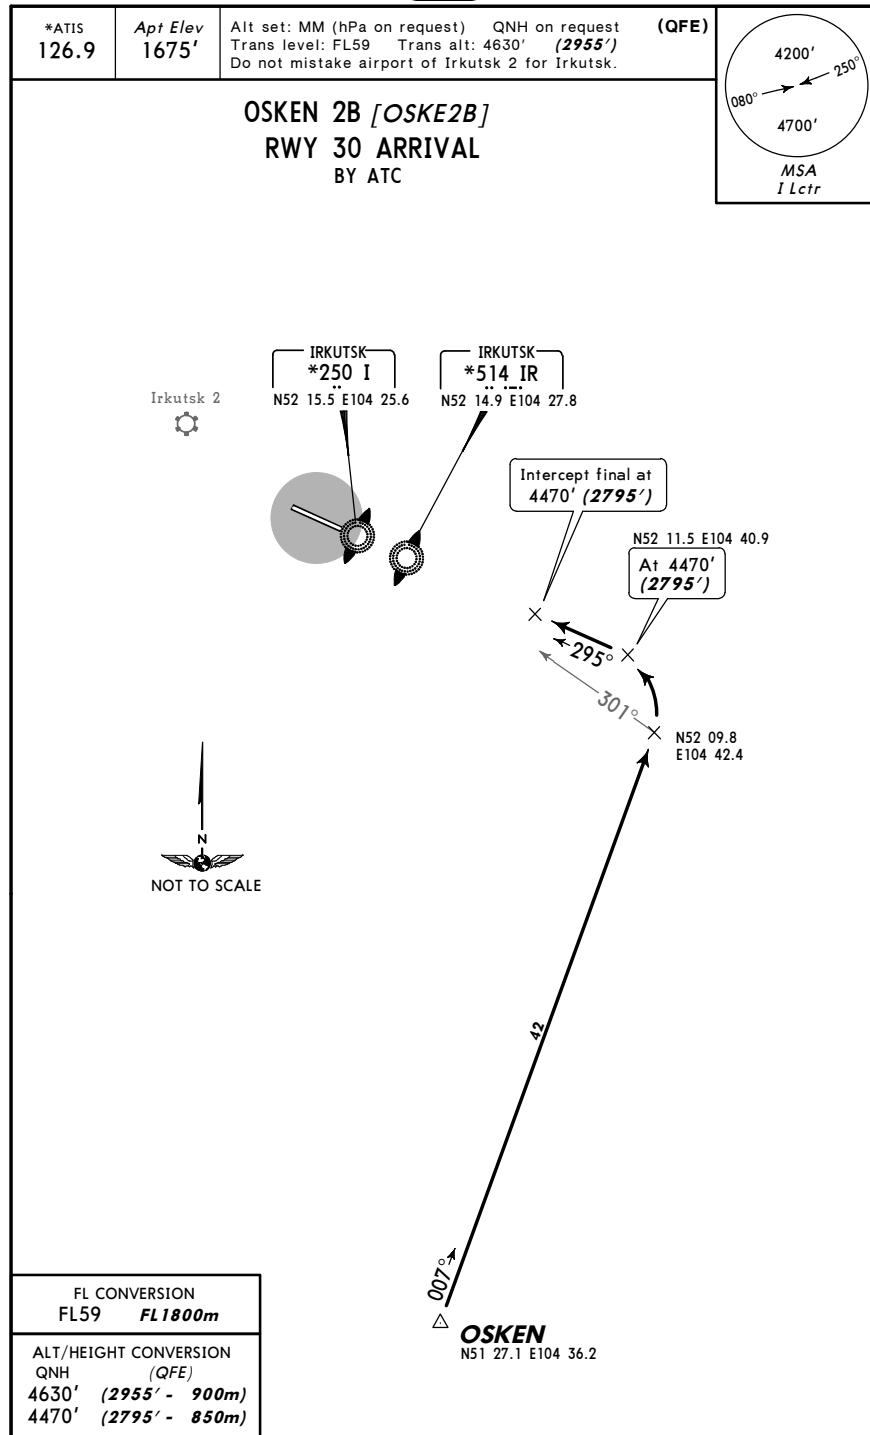 *ATIS
126.9
Apt Elev
1675'
Alt set: MM (hPa on request) QNH on request (QFE)
Trans level: FL59 Trans alt: 4630' (2955')
Do not mistake airport of Irkutsk 2 for Irkutsk.
4200'
250°
080°
4700'
MSA
I Lctr
OSKEN 2B [OSKE2B]
RWY 30 ARRIVAL
BY ATC
IRKUTSK
*250 I
N52 15.5 E104 25.6
IRKUTSK
*514 IR
N52 14.9 E104 27.8
Irkutsk 2
Intercept final at
4470' (2795')
N52 11.5 E104 40.9
At 4470'
(2795')
295°
301°
N52 09.8
E104 42.4
N
NOT TO SCALE
42
007°
OSKEN
N51 27.1 E104 36.2
FL CONVERSION
FL59 FL1800m
ALT/HEIGHT CONVERSION
QNH (QFE)
4630' (2955' - 900m)
4470' (2795' - 850m)